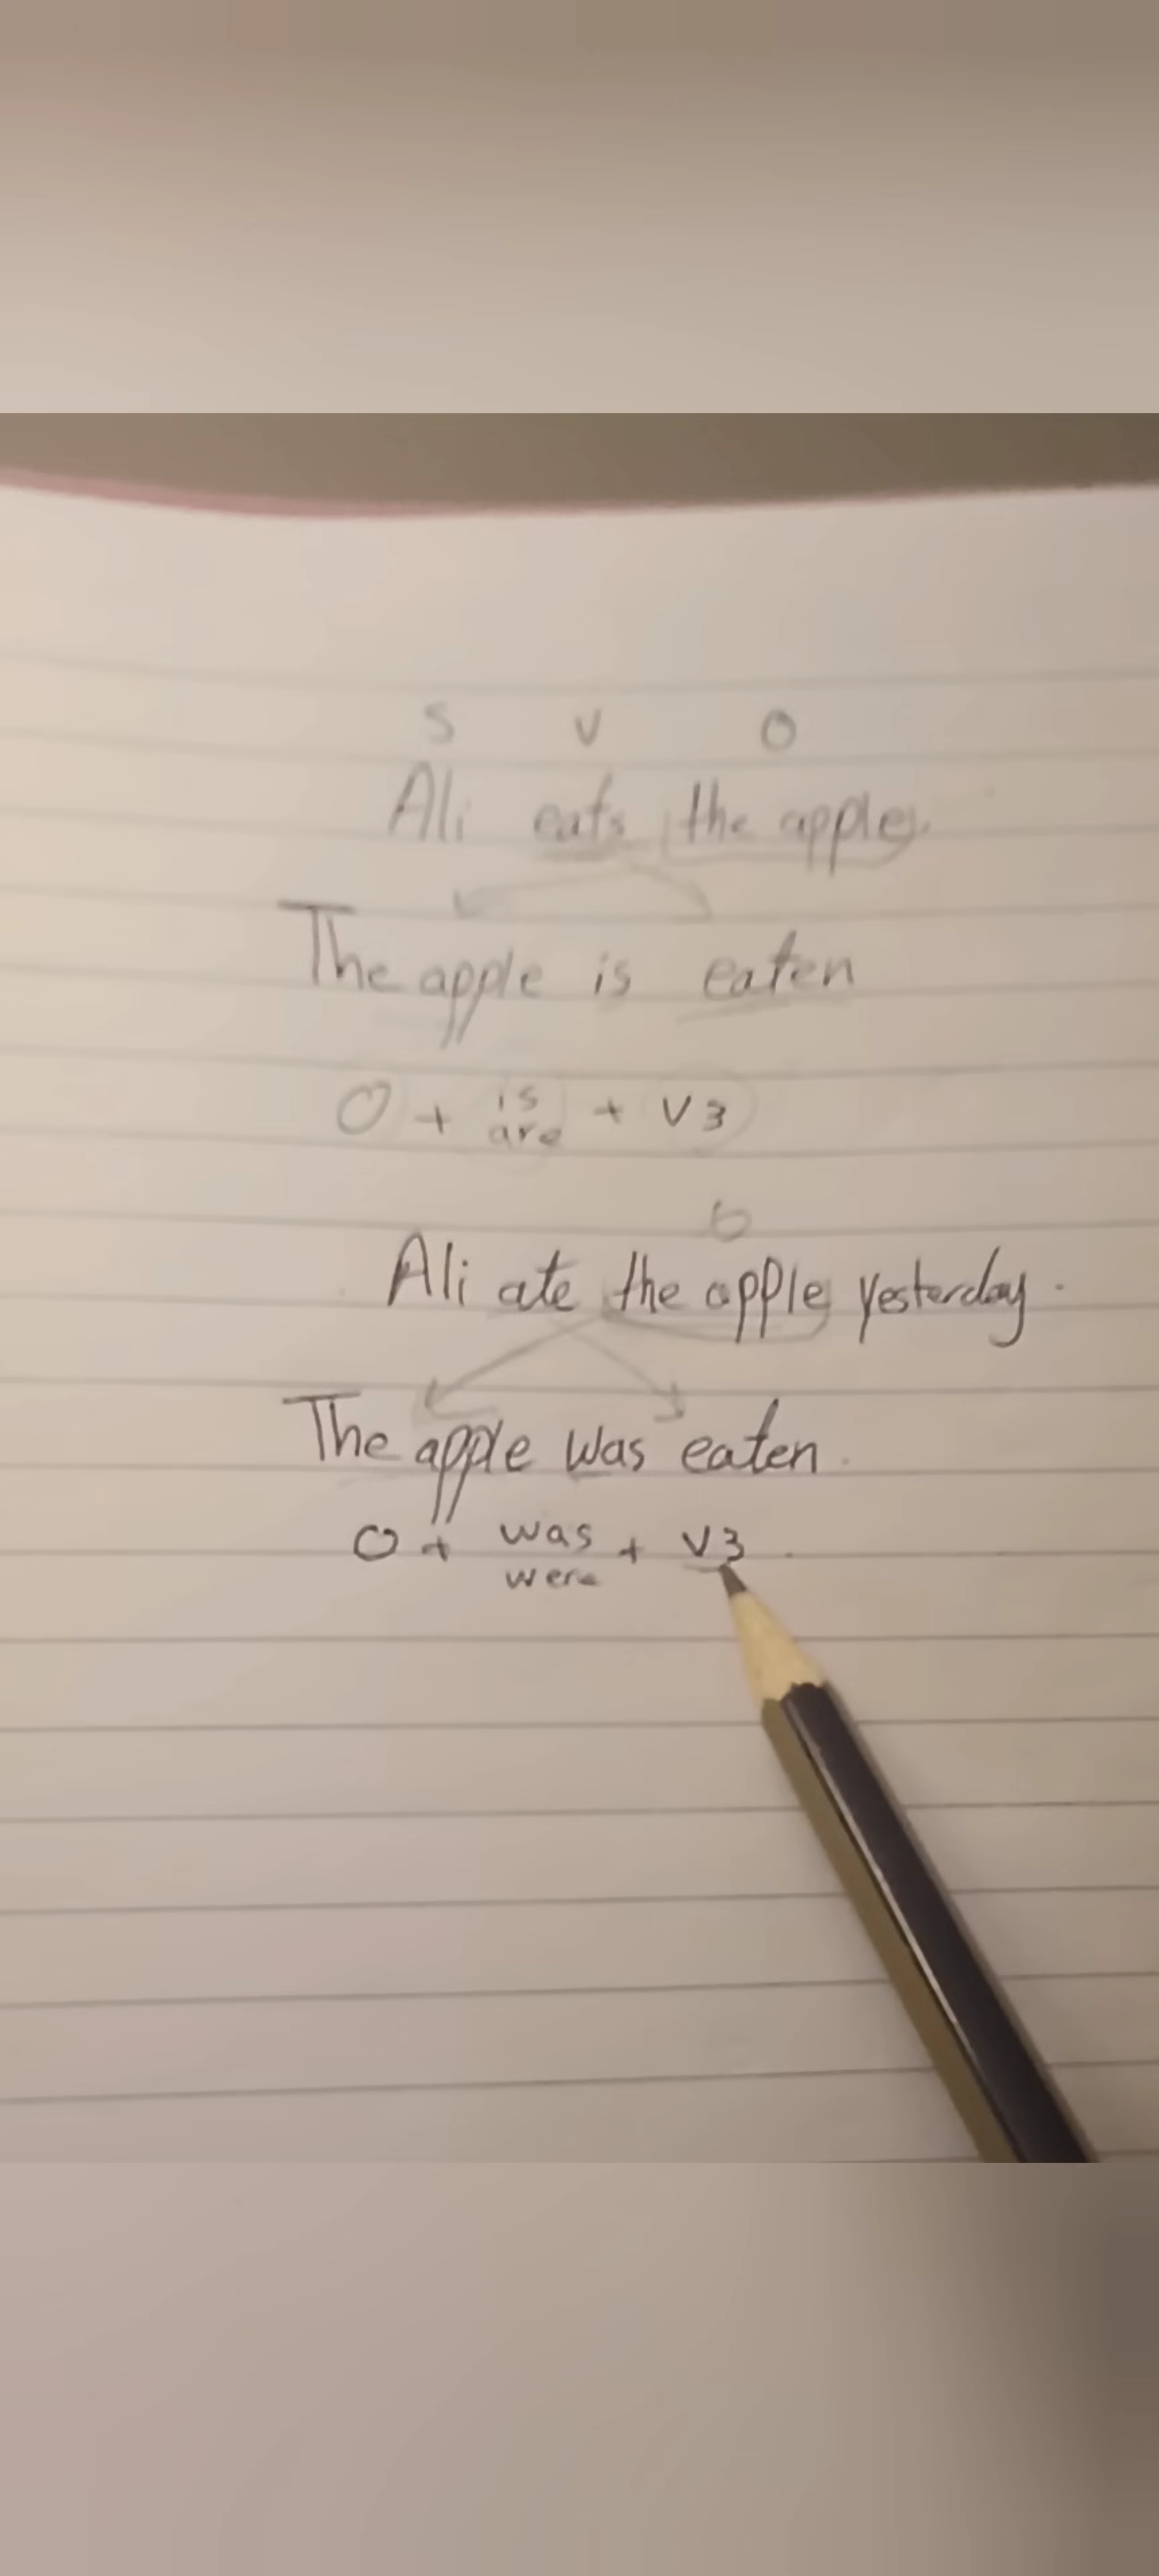 S V O
Ali eats the apple.
The apple is eaten
O + is + V3
are
O
Ali ate the apple yesterday.
The apple was eaten.
O + was + V3.
were